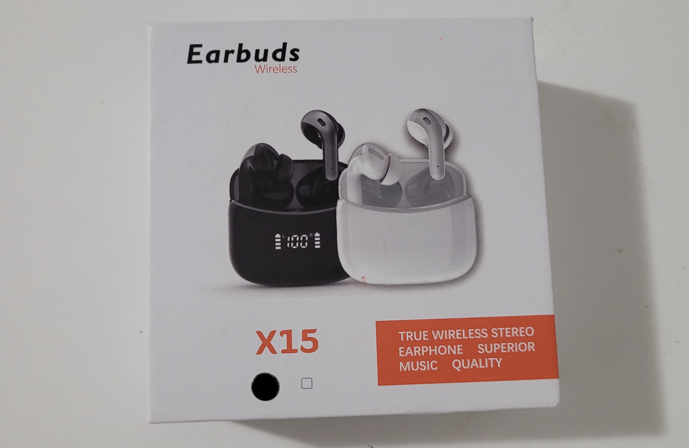 Earbuds
Wireless
100
X15
TRUE WIRELESS STEREO
EARPHONE SUPERIOR
MUSIC QUALITY